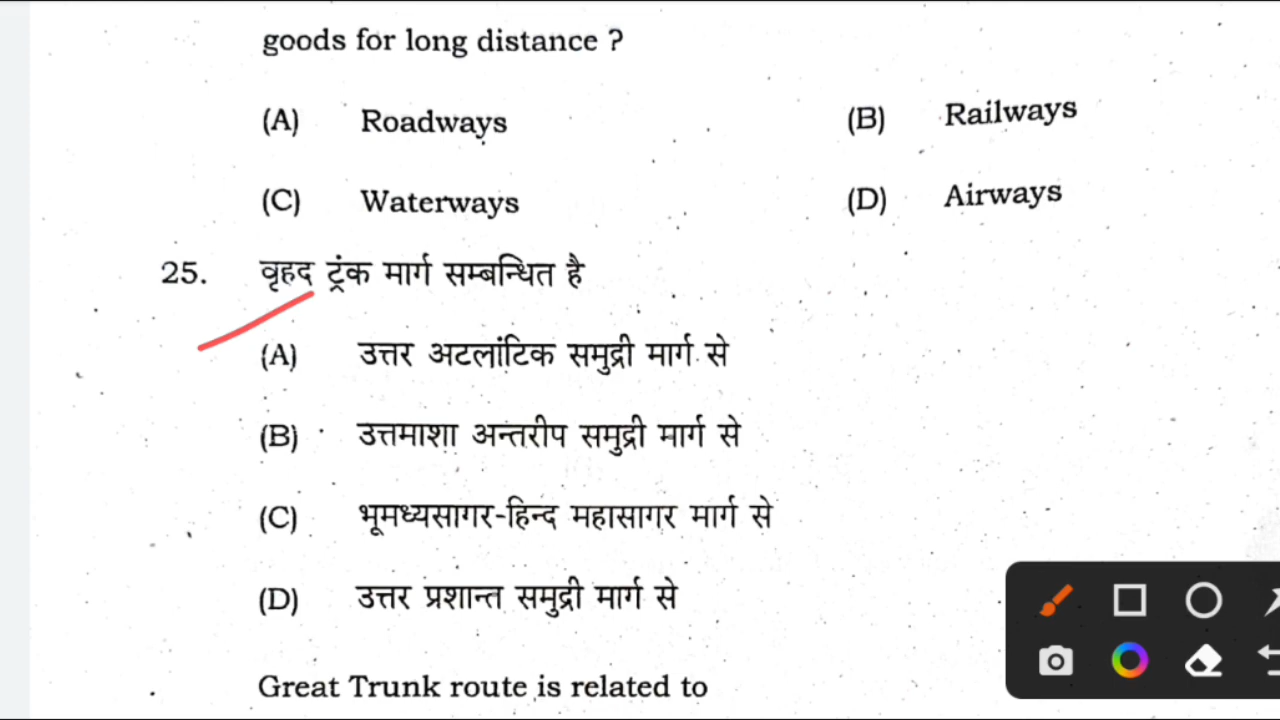 goods for long distance ?
(A) Roadways (B) Railways
(C) Waterways (D) Airways
25. वृहद ट्रंक मार्ग सम्बन्धित है
(A) उत्तर अटलांटिक समुद्री मार्ग से
(B) उत्तमाशा अन्तरीप समुद्री मार्ग से
(C) भूमध्यसागर-हिन्द महासागर मार्ग से
(D) उत्तर प्रशान्त समुद्री मार्ग से
Great Trunk route is related to